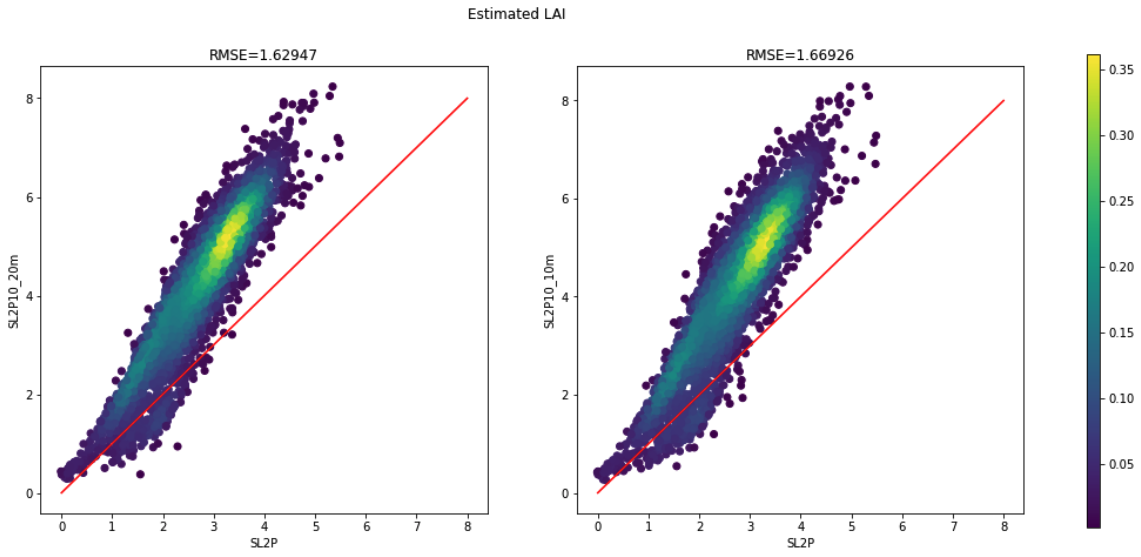 Estimated LAI
RMSE=1.62947
8
6
4
2
0
SL2P10_20m
0 1 2 3 4 5 6 7 8
SL2P
RMSE=1.66926
8
6
4
2
0
SL2P10_10m
0 1 2 3 4 5 6 7 8
SL2P
0.35
0.30
0.25
0.20
0.15
0.10
0.05